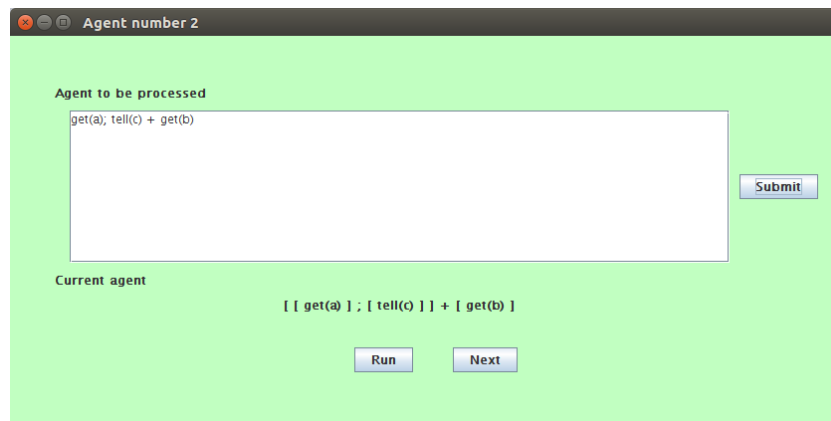 Agent number 2
Agent to be processed
get(a); tell(c) + get(b)
Submit
Current agent
[ [ get(a) ] ; [ tell(c) ] ] + [ get(b) ]
Run Next